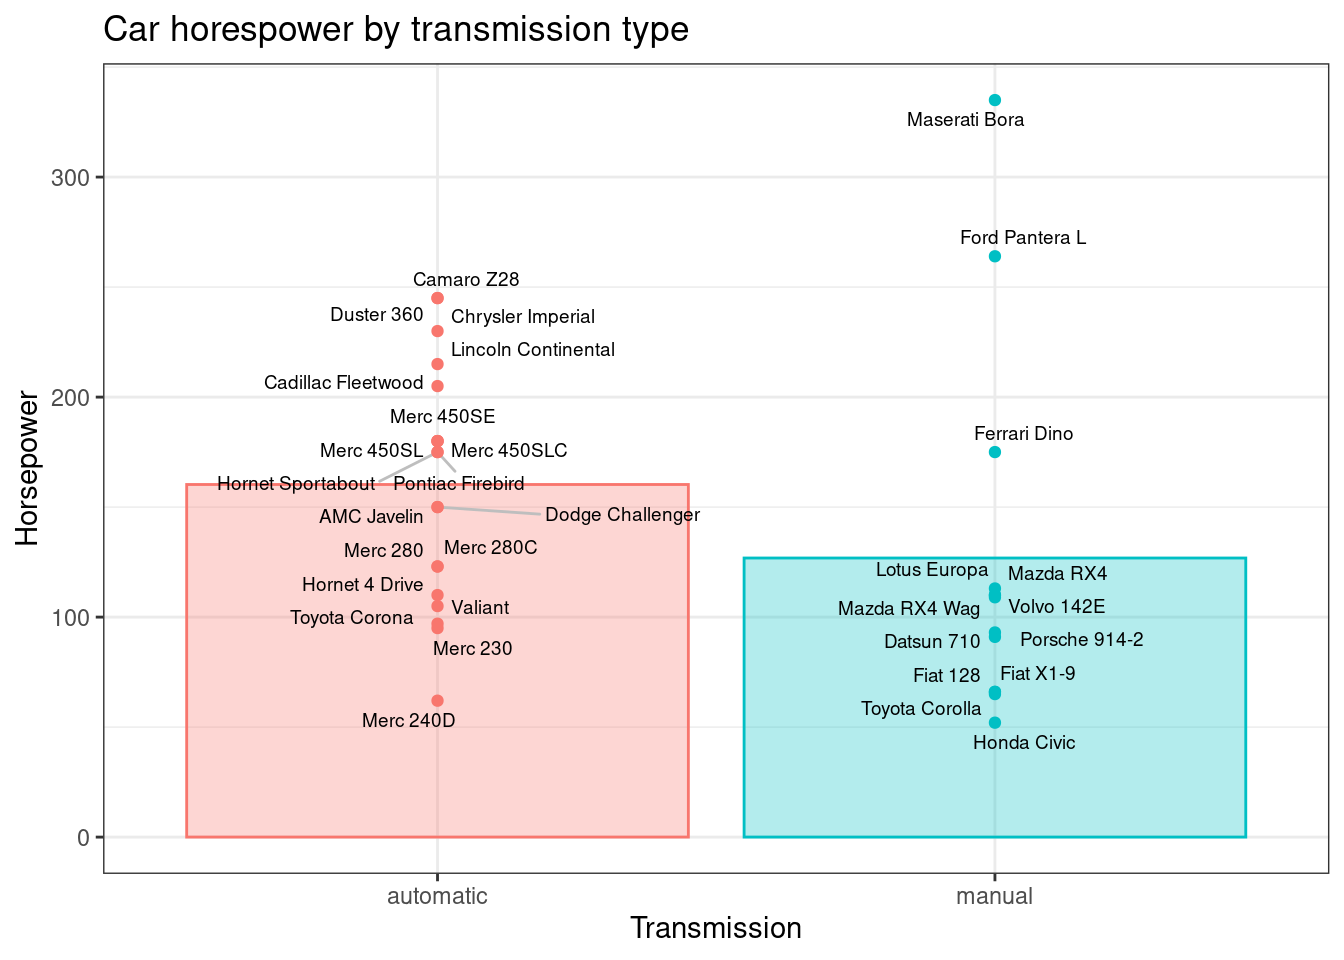 Car horespower by transmission type
Horsepower
300
200
100
0
Maserati Bora
Ford Pantera L
Camaro Z28
Duster 360
Chrysler Imperial
Lincoln Continental
Cadillac Fleetwood
Merc 450SE
Ferrari Dino
Merc 450SL
Merc 450SLC
Hornet Sportabout
Pontiac Firebird
AMC Javelin
Dodge Challenger
Merc 280
Merc 280C
Hornet 4 Drive
Valiant
Toyota Corona
Merc 230
Merc 240D
Lotus Europa
Mazda RX4
Mazda RX4 Wag
Volvo 142E
Datsun 710
Porsche 914-2
Fiat 128
Fiat X1-9
Toyota Corolla
Honda Civic
automatic
manual
Transmission